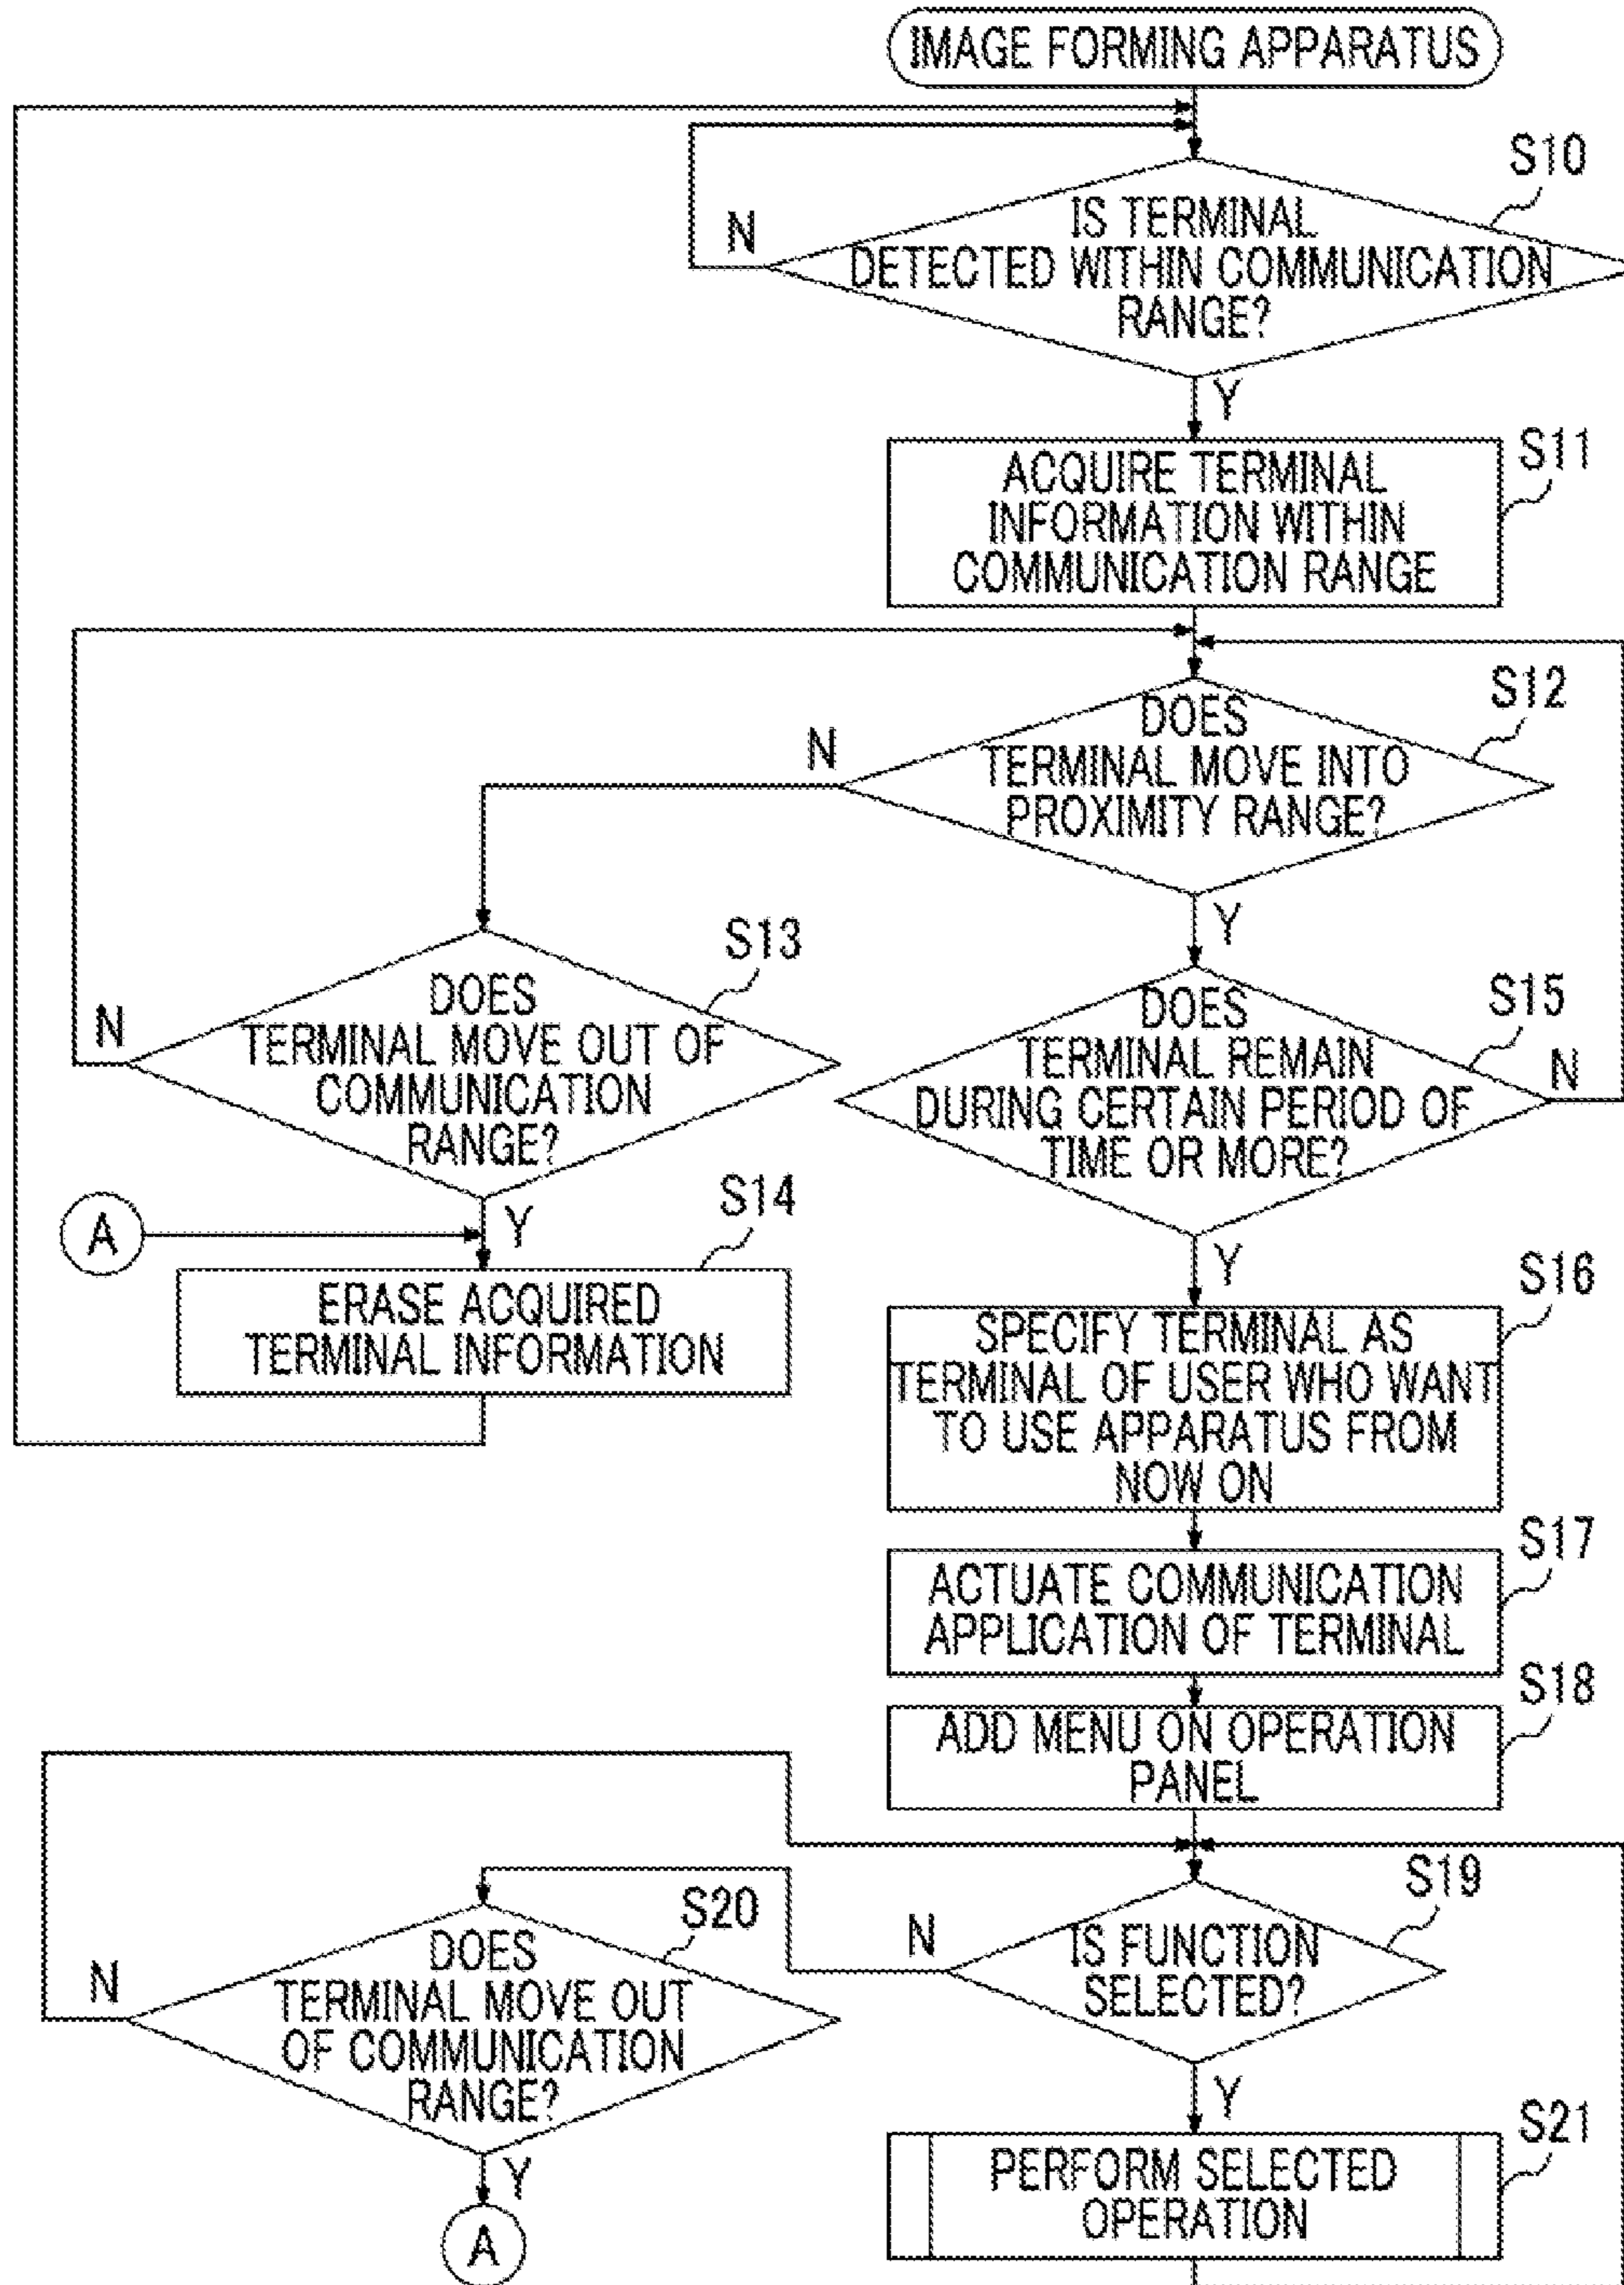 IMAGE FORMING APPARATUS
S10
N
IS TERMINAL
DETECTED WITHIN COMMUNICATION
RANGE?
Y
S11
ACQUIRE TERMINAL
INFORMATION WITHIN
COMMUNICATION RANGE
S12
N
DOES
TERMINAL MOVE INTO
PROXIMITY RANGE?
Y
S13
N
DOES
TERMINAL MOVE OUT OF
COMMUNICATION
RANGE?
Y
S15
DOES
TERMINAL REMAIN
DURING CERTAIN PERIOD OF
TIME OR MORE?
N
Y
A
S14
ERASE ACQUIRED
TERMINAL INFORMATION
S16
SPECIFY TERMINAL AS
TERMINAL OF USER WHO WANT
TO USE APPARATUS FROM
NOW ON
S17
ACTUATE COMMUNICATION
APPLICATION OF TERMINAL
S18
ADD MENU ON OPERATION
PANEL
S19
N
IS FUNCTION
SELECTED?
Y
S20
N
DOES
TERMINAL MOVE OUT
OF COMMUNICATION
RANGE?
Y
A
S21
PERFORM SELECTED
OPERATION